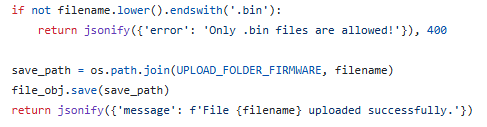 if not filename.lower().endswith('.bin'):
    return jsonify({'error': 'Only .bin files are allowed!'}), 400

save_path = os.path.join(UPLOAD_FOLDER_FIRMWARE, filename)
file_obj.save(save_path)
return jsonify({'message': f'File {filename} uploaded successfully.'})